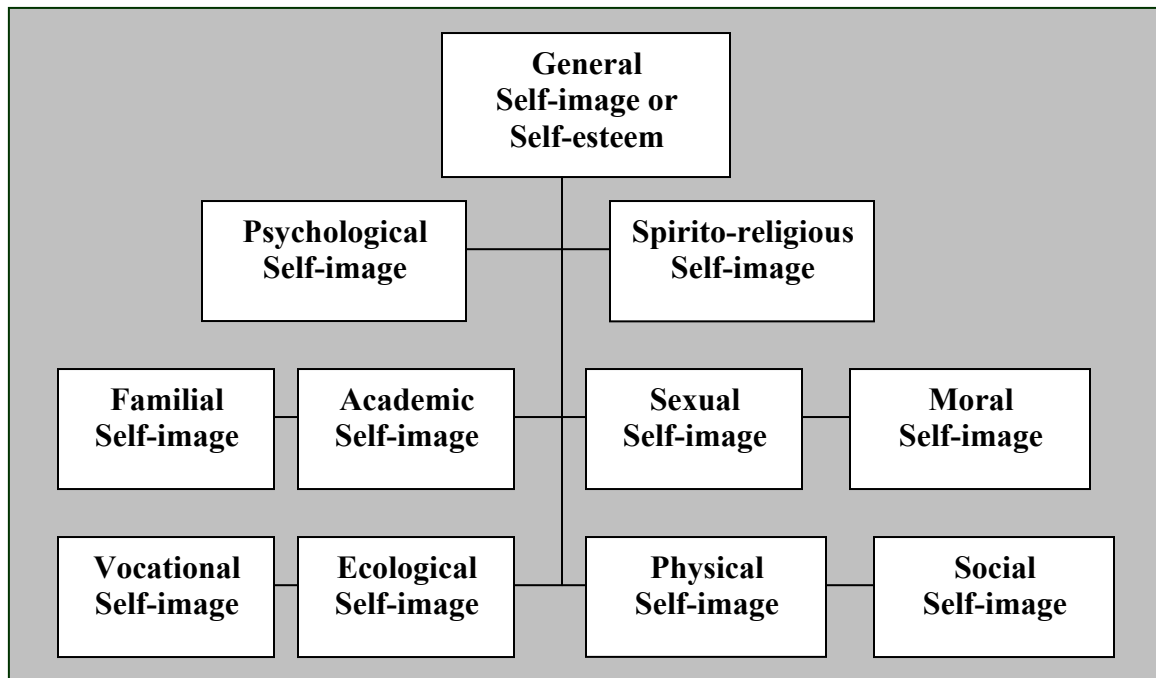 General
Self-image or
Self-esteem
Psychological
Self-image
Spirito-religious
Self-image
Familial
Self-image
Academic
Self-image
Sexual
Self-image
Moral
Self-image
Vocational
Self-image
Ecological
Self-image
Physical
Self-image
Social
Self-image